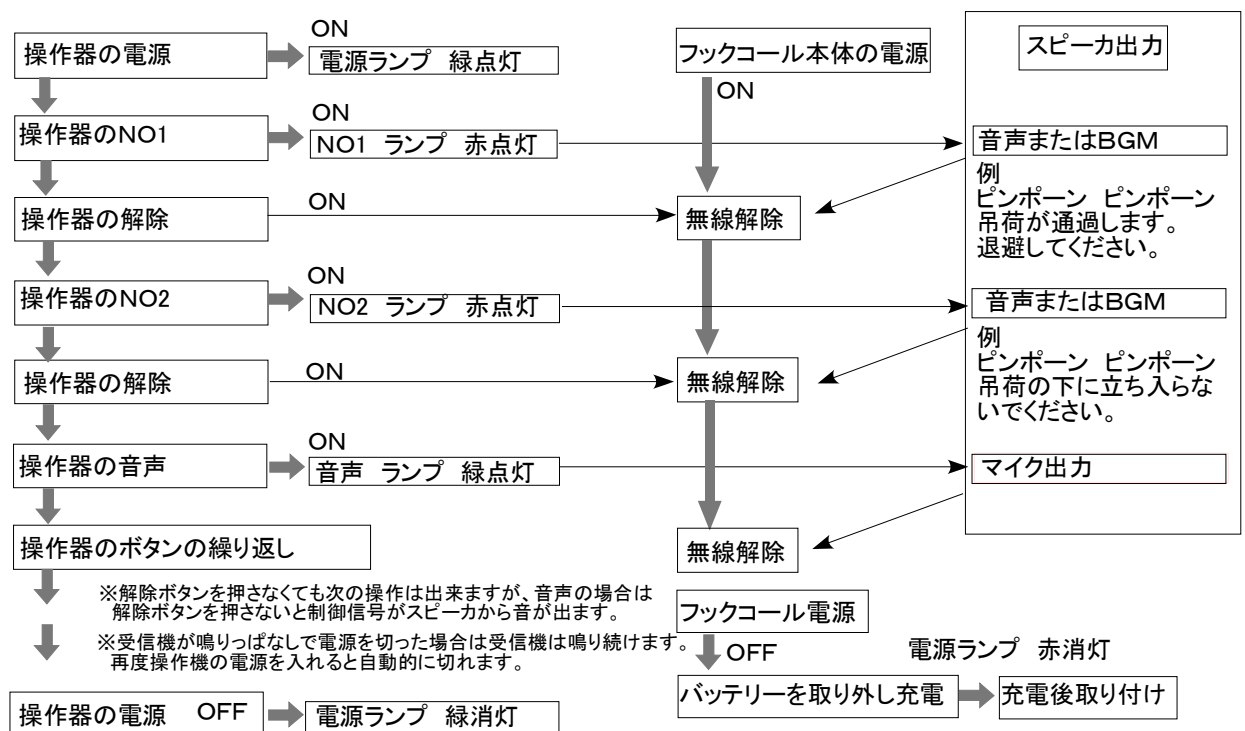 操作器の電源
ON
電源ランプ 緑点灯
フックコール本体の電源
ON
スピーカ出力
操作器のNO1
ON
NO1 ランプ 赤点灯
音声またはBGM
例
ピンポーン ピンポーン
吊荷が通過します。
退避してください。
操作器の解除
ON
無線解除
操作器のNO2
ON
NO2 ランプ 赤点灯
音声またはBGM
例
ピンポーン ピンポーン
吊荷の下に立ち入らな
いでください。
操作器の解除
ON
無線解除
操作器の音声
ON
音声 ランプ 緑点灯
マイク出力
操作器のボタンの繰り返し
無線解除
※解除ボタンを押さなくても次の操作は出来ますが、音声の場合は
解除ボタンを押さないと制御信号がスピーカから音が出ます。
※受信機が鳴りっぱなしで電源を切った場合は受信機は鳴り続けます。
再度操作機の電源を入れると自動的に切れます。
フックコール電源
OFF
電源ランプ 赤消灯
バッテリーを取り外し充電
充電後取り付け
操作器の電源 OFF
電源ランプ 緑消灯